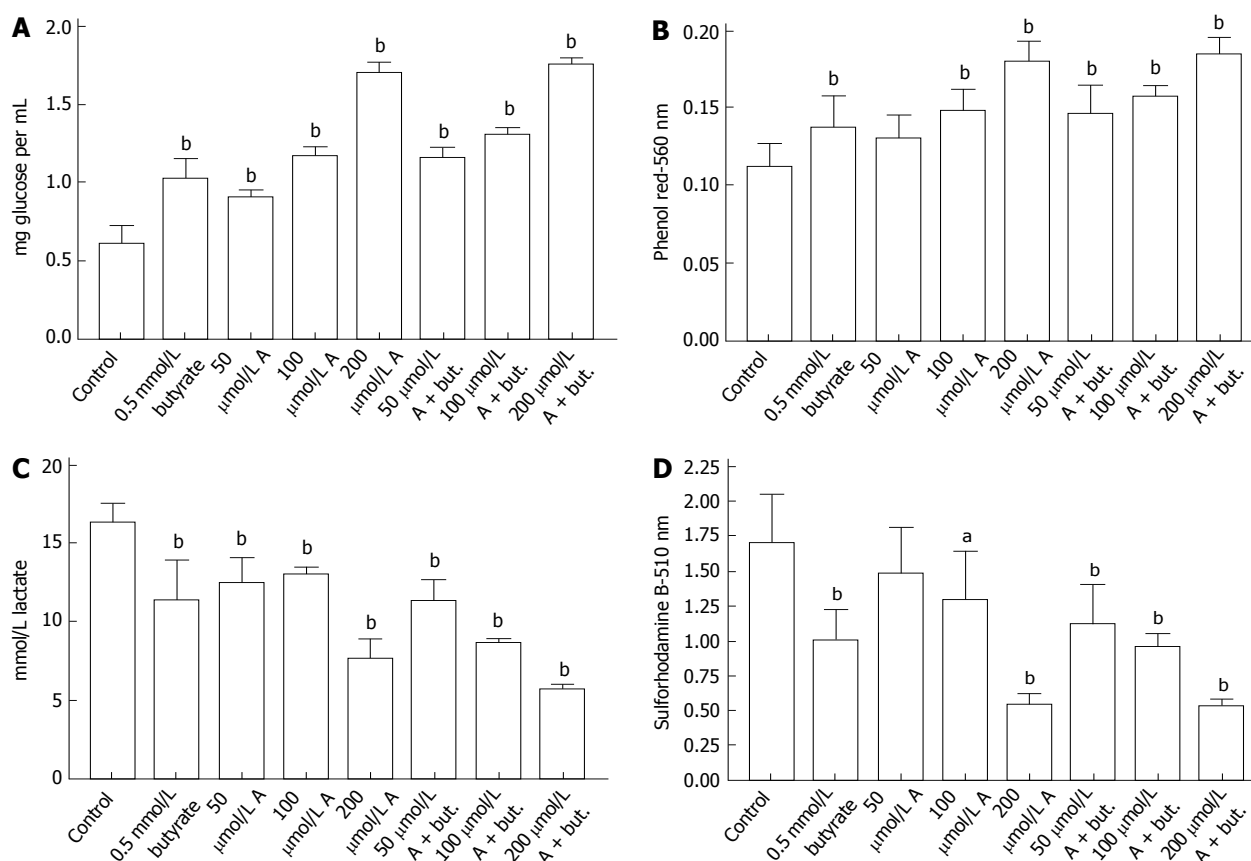 A
mg glucose per mL
2.0
1.5
1.0
0.5
0.0
b
b
b
b
b
b
b
Control
0.5 mmol/L
butyrate
50
μmol/L A
100
μmol/L A
200
μmol/L A
50 μmol/L
A + but.
100 μmol/L
A + but.
200 μmol/L
A + but.
B
Phenol red-560 nm
0.20
0.15
0.10
0.05
0.00
b
b
b
b
b
b
Control
0.5 mmol/L
butyrate
50
μmol/L A
100
μmol/L A
200
μmol/L A
50 μmol/L
A + but.
100 μmol/L
A + but.
200 μmol/L
A + but.
C
mmol/L lactate
20
15
10
5
0
b
b
b
b
b
b
b
Control
0.5 mmol/L
butyrate
50
μmol/L A
100
μmol/L A
200
μmol/L A
50 μmol/L
A + but.
100 μmol/L
A + but.
200 μmol/L
A + but.
D
Sulforhodamine B-510 nm
2.25
2.00
1.75
1.50
1.25
1.00
0.75
0.50
0.25
0.00
b
a
b
b
b
b
Control
0.5 mmol/L
butyrate
50
μmol/L A
100
μmol/L A
200
μmol/L A
50 μmol/L
A + but.
100 μmol/L
A + but.
200 μmol/L
A + but.